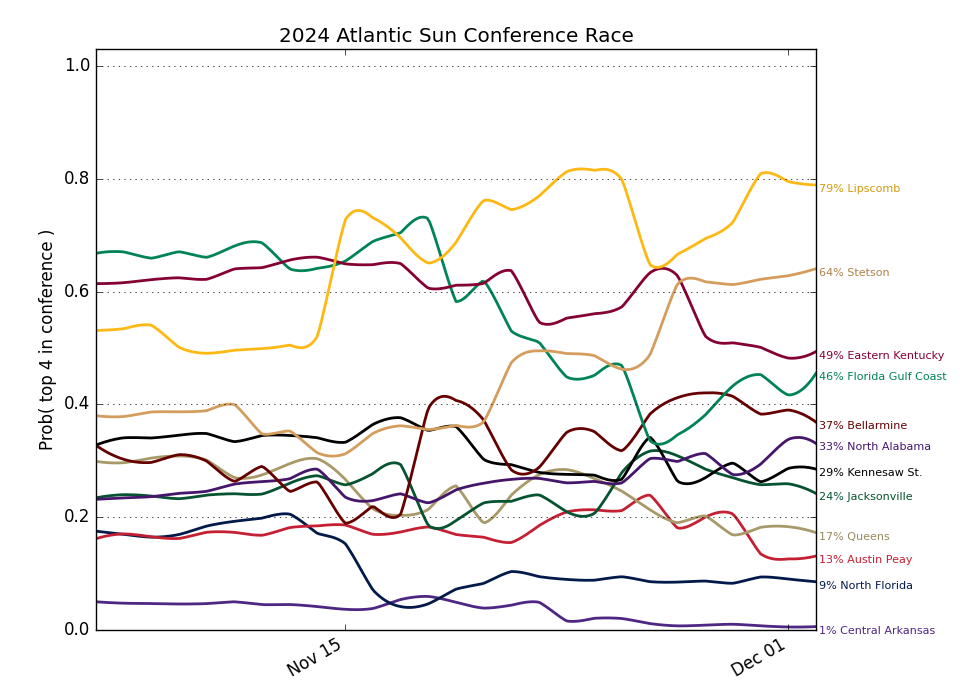 2024 Atlantic Sun Conference Race
Prob( top 4 in conference )
1.0
0.8
0.6
0.4
0.2
0.0
Nov 15
Dec 01
79% Lipscomb
64% Stetson
49% Eastern Kentucky
46% Florida Gulf Coast
37% Bellarmine
33% North Alabama
29% Kennesaw St.
24% Jacksonville
17% Queens
13% Austin Peay
9% North Florida
1% Central Arkansas